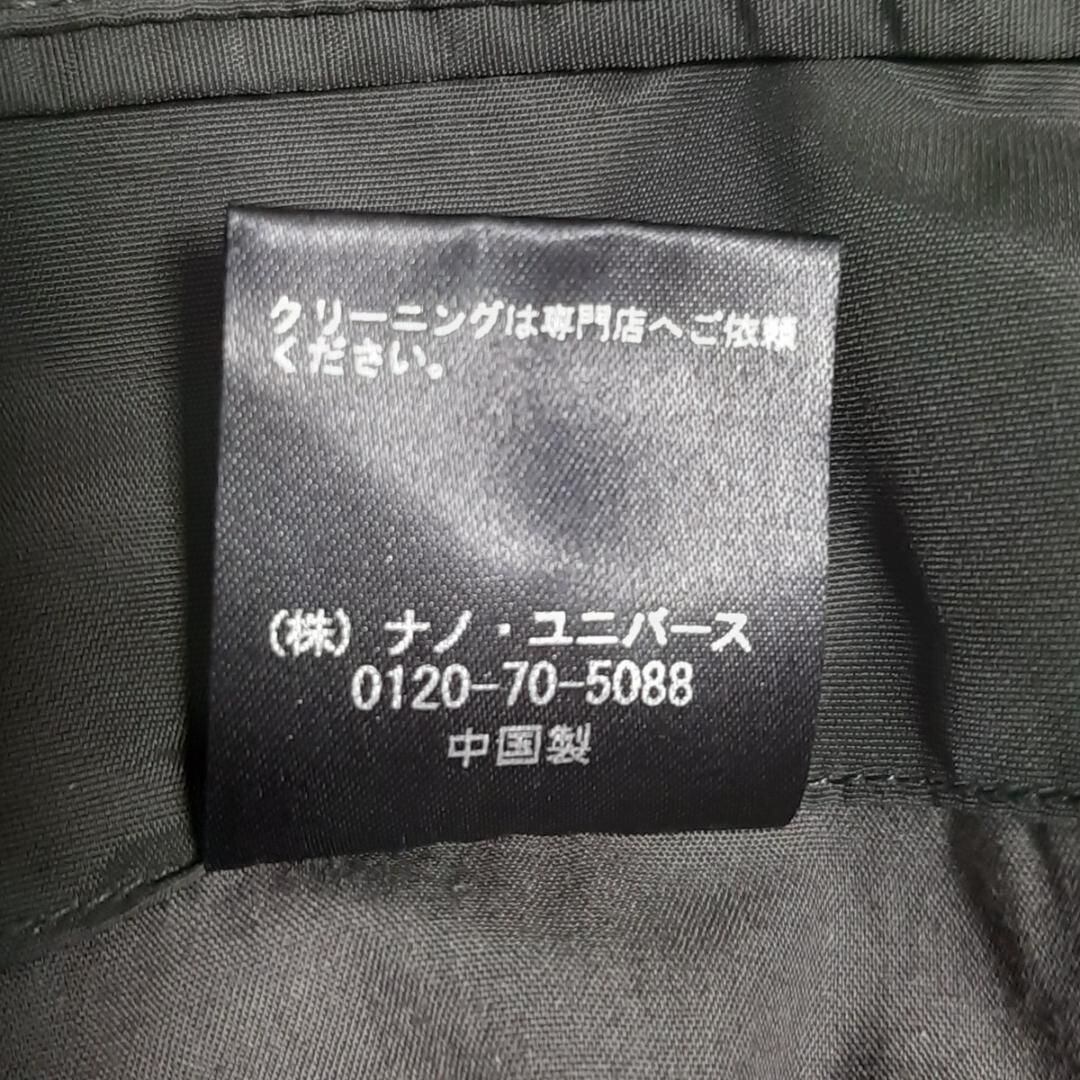 クリーニングは専門店へご依頼
ください。
(株) ナノ・ユニバース
0120-70-5088
中国製